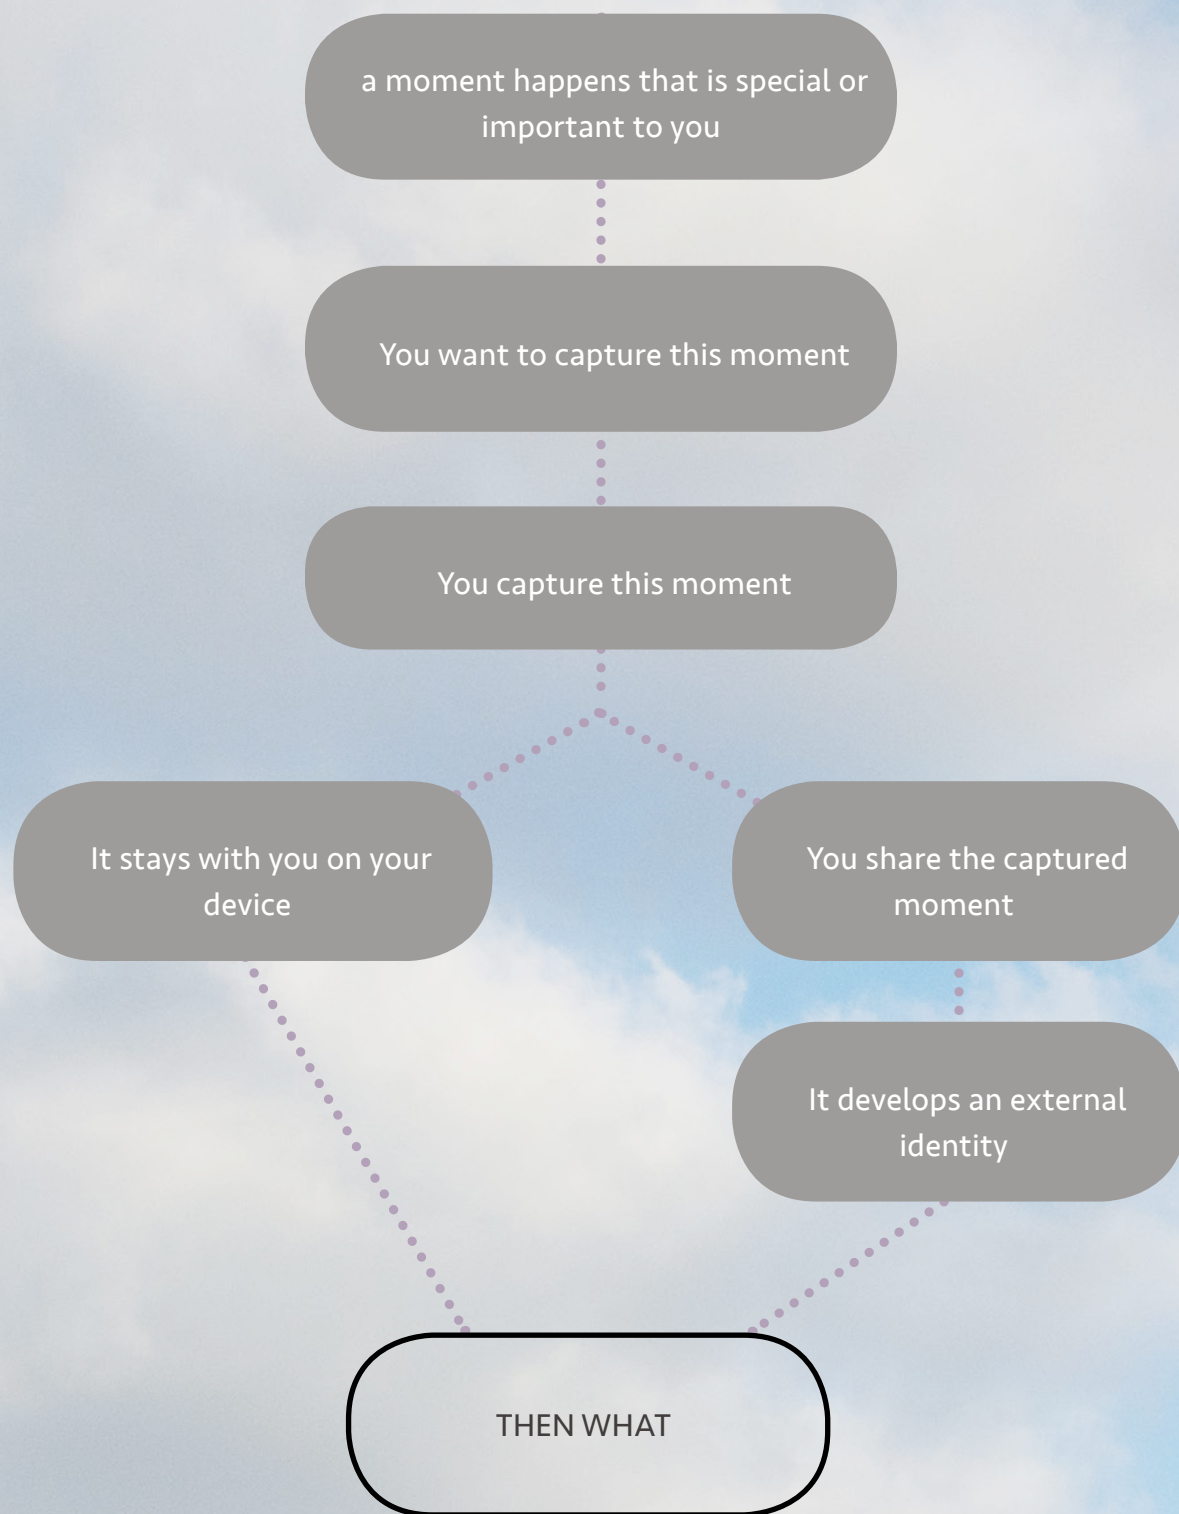 a moment happens that is special or
important to you
You want to capture this moment
You capture this moment
It stays with you on your
device
You share the captured
moment
It develops an external
identity
THEN WHAT